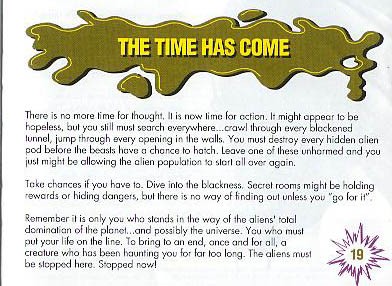 THE TIME HAS COME
There is no more time for thought. It is now time for action. It might appear to be
hopeless, but you still must search everywhere...crawl through every blackened
tunnel, jump through every opening in the walls. You must destroy every hidden alien
pod before the beasts have a chance to hatch. Leave one of these unharmed and you
just might be allowing the alien population to start all over again.
Take chances if you have to. Dive into the blackness. Secret rooms might be holding
rewards or hiding dangers, but there is no way of finding out unless you "go for it".
Remember it is only you who stands in the way of the aliens' total
domination of the planet...and possibly the universe. You who must
put your life on the line. To bring to an end, once and for all, a
creature who has been haunting you for far too long. The aliens must
be stopped here. Stopped now!
19